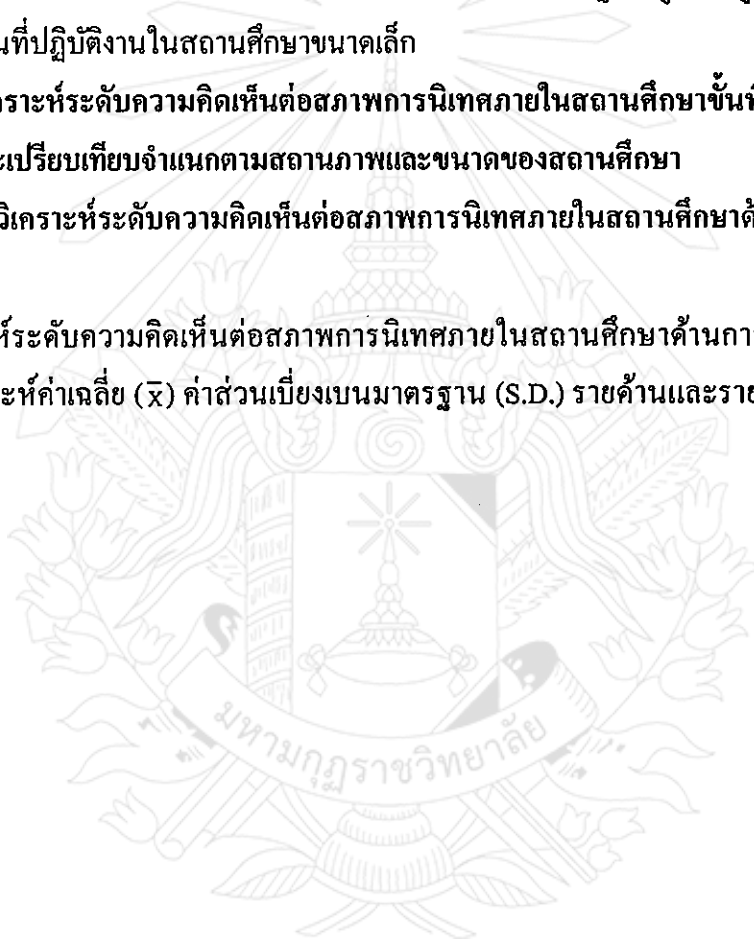 นที่ปฏิบัติงานในสถานศึกษาขนาดเล็ก
คราะห์ระดับความคิดเห็นต่อสภาพการนิเทศภายในสถานศึกษาขั้นพื
ะเปรียบเทียบจำแนกตามสถานภาพและขนาดของสถานศึกษา
วิเคราะห์ระดับความคิดเห็นต่อสภาพการนิเทศภายในสถานศึกษาด้
ห์ระดับความคิดเห็นต่อสภาพการนิเทศภายในสถานศึกษาด้านกา
ะห์ค่าเฉลี่ย (x̅) ค่าส่วนเบี่ยงเบนมาตรฐาน (S.D.) รายด้านและราย
มหามกุฏราชวิทยาลัย